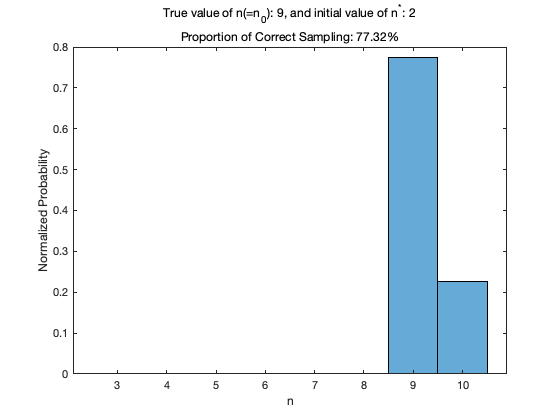 True value of n(=n₀): 9, and initial value of n*: 2
Proportion of Correct Sampling: 77.32%
0.8
0.7
0.6
0.5
0.4
0.3
0.2
0.1
0
Normalized Probability
3 4 5 6 7 8 9 10
n